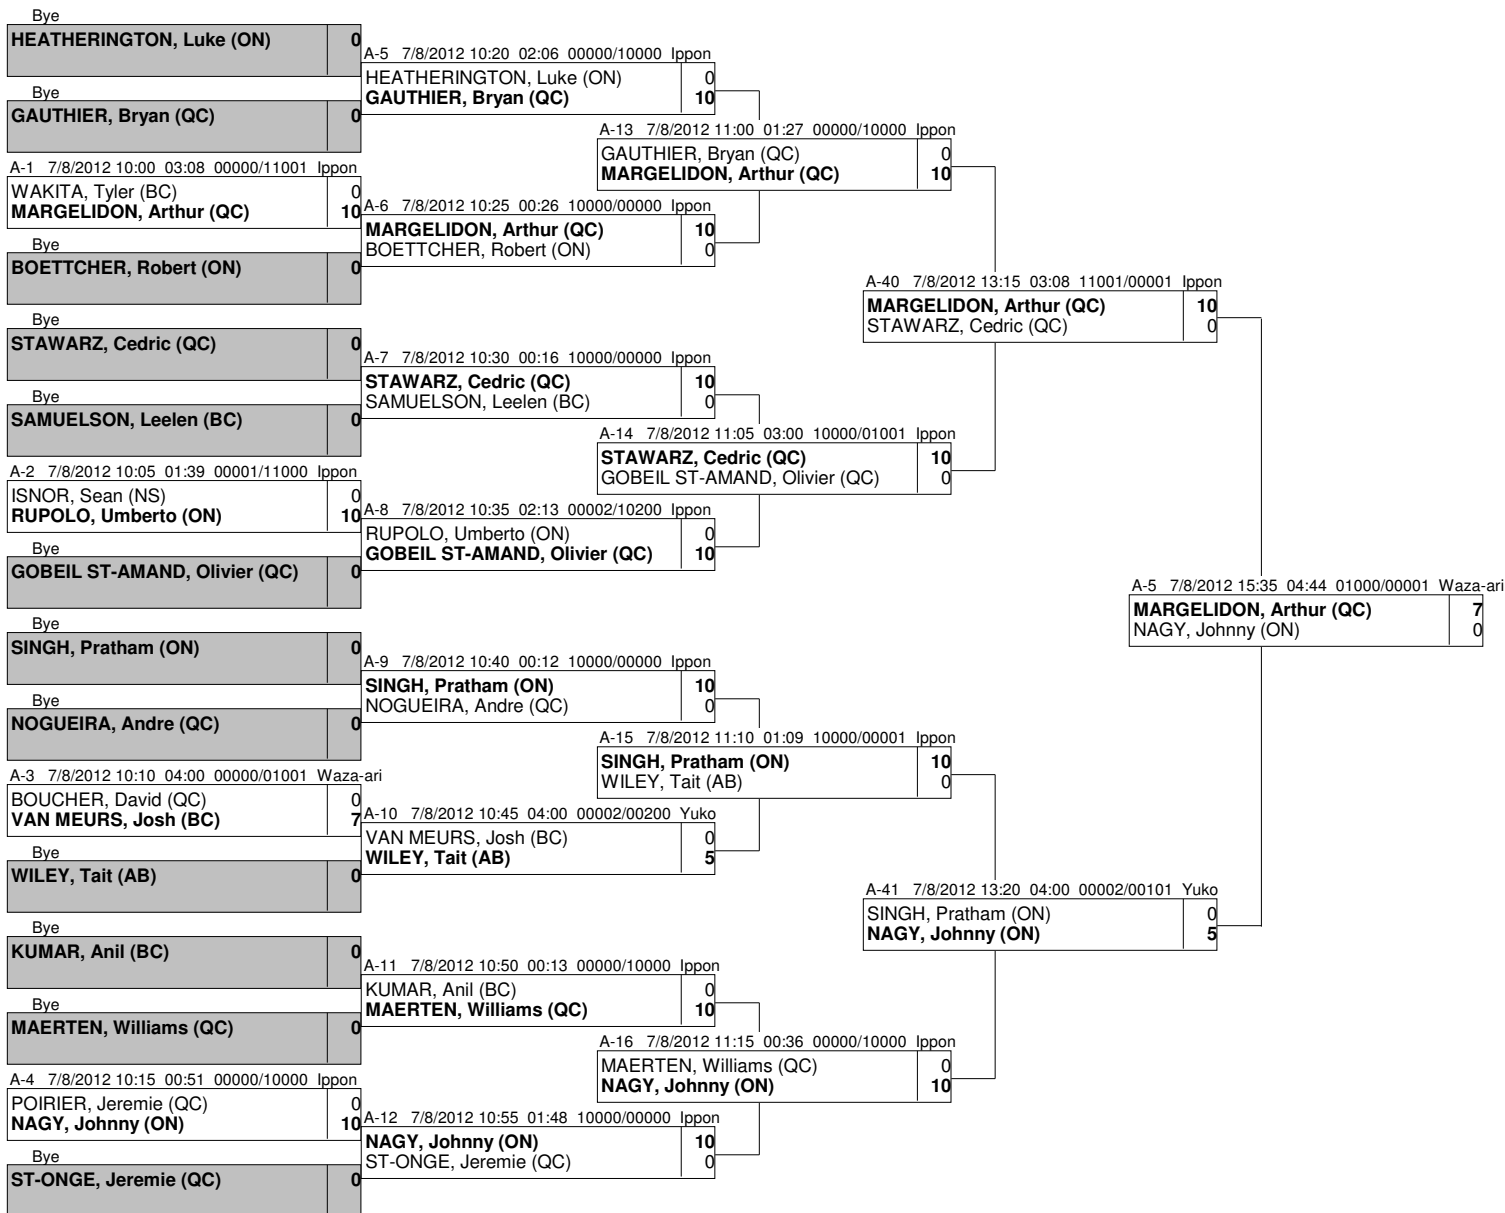 Bye
HEATHERINGTON, Luke (ON) 0
Bye
GAUTHIER, Bryan (QC) 0
A-1 7/8/2012 10:00 03:08 00000/11001 Ippon
WAKITA, Tyler (BC) 0
MARGELIDON, Arthur (QC) 10
Bye
BOETTCHER, Robert (ON) 0
Bye
STAWARZ, Cedric (QC) 0
Bye
SAMUELSON, Leelen (BC) 0
A-2 7/8/2012 10:05 01:39 00001/11000 Ippon
ISNOR, Sean (NS) 0
RUPOLO, Umberto (ON) 10
Bye
GOBEIL ST-AMAND, Olivier (QC) 0
Bye
SINGH, Pratham (ON) 0
Bye
NOGUEIRA, Andre (QC) 0
A-3 7/8/2012 10:10 04:00 00000/01001 Waza-ari
BOUCHER, David (QC) 0
VAN MEURS, Josh (BC) 7
Bye
WILEY, Tait (AB) 0
Bye
KUMAR, Anil (BC) 0
Bye
MAERTEN, Williams (QC) 0
A-4 7/8/2012 10:15 00:51 00000/10000 Ippon
POIRIER, Jeremie (QC) 0
NAGY, Johnny (ON) 10
Bye
ST-ONGE, Jeremie (QC) 0
A-5 7/8/2012 10:20 02:06 00000/10000 Ippon
HEATHERINGTON, Luke (ON) 0
GAUTHIER, Bryan (QC) 10
A-6 7/8/2012 10:25 00:26 10000/00000 Ippon
MARGELIDON, Arthur (QC) 10
BOETTCHER, Robert (ON) 0
A-7 7/8/2012 10:30 00:16 10000/00000 Ippon
STAWARZ, Cedric (QC) 10
SAMUELSON, Leelen (BC) 0
A-8 7/8/2012 10:35 02:13 00002/10200 Ippon
RUPOLO, Umberto (ON) 0
GOBEIL ST-AMAND, Olivier (QC) 10
A-9 7/8/2012 10:40 00:12 10000/00000 Ippon
SINGH, Pratham (ON) 10
NOGUEIRA, Andre (QC) 0
A-10 7/8/2012 10:45 04:00 00002/00200 Yuko
VAN MEURS, Josh (BC) 0
WILEY, Tait (AB) 5
A-11 7/8/2012 10:50 00:13 00000/10000 Ippon
KUMAR, Anil (BC) 0
MAERTEN, Williams (QC) 10
A-12 7/8/2012 10:55 01:48 10000/00000 Ippon
NAGY, Johnny (ON) 10
ST-ONGE, Jeremie (QC) 0
A-13 7/8/2012 11:00 01:27 00000/10000 Ippon
GAUTHIER, Bryan (QC) 0
MARGELIDON, Arthur (QC) 10
A-14 7/8/2012 11:05 03:00 10000/01001 Ippon
STAWARZ, Cedric (QC) 10
GOBEIL ST-AMAND, Olivier (QC) 0
A-15 7/8/2012 11:10 01:09 10000/00001 Ippon
SINGH, Pratham (ON) 10
WILEY, Tait (AB) 0
A-16 7/8/2012 11:15 00:36 00000/10000 Ippon
MAERTEN, Williams (QC) 0
NAGY, Johnny (ON) 10
A-40 7/8/2012 13:15 03:08 11001/00001 Ippon
MARGELIDON, Arthur (QC) 10
STAWARZ, Cedric (QC) 0
A-41 7/8/2012 13:20 04:00 00002/00101 Yuko
SINGH, Pratham (ON) 0
NAGY, Johnny (ON) 5
A-5 7/8/2012 15:35 04:44 01000/00001 Waza-ari
MARGELIDON, Arthur (QC) 7
NAGY, Johnny (ON) 0